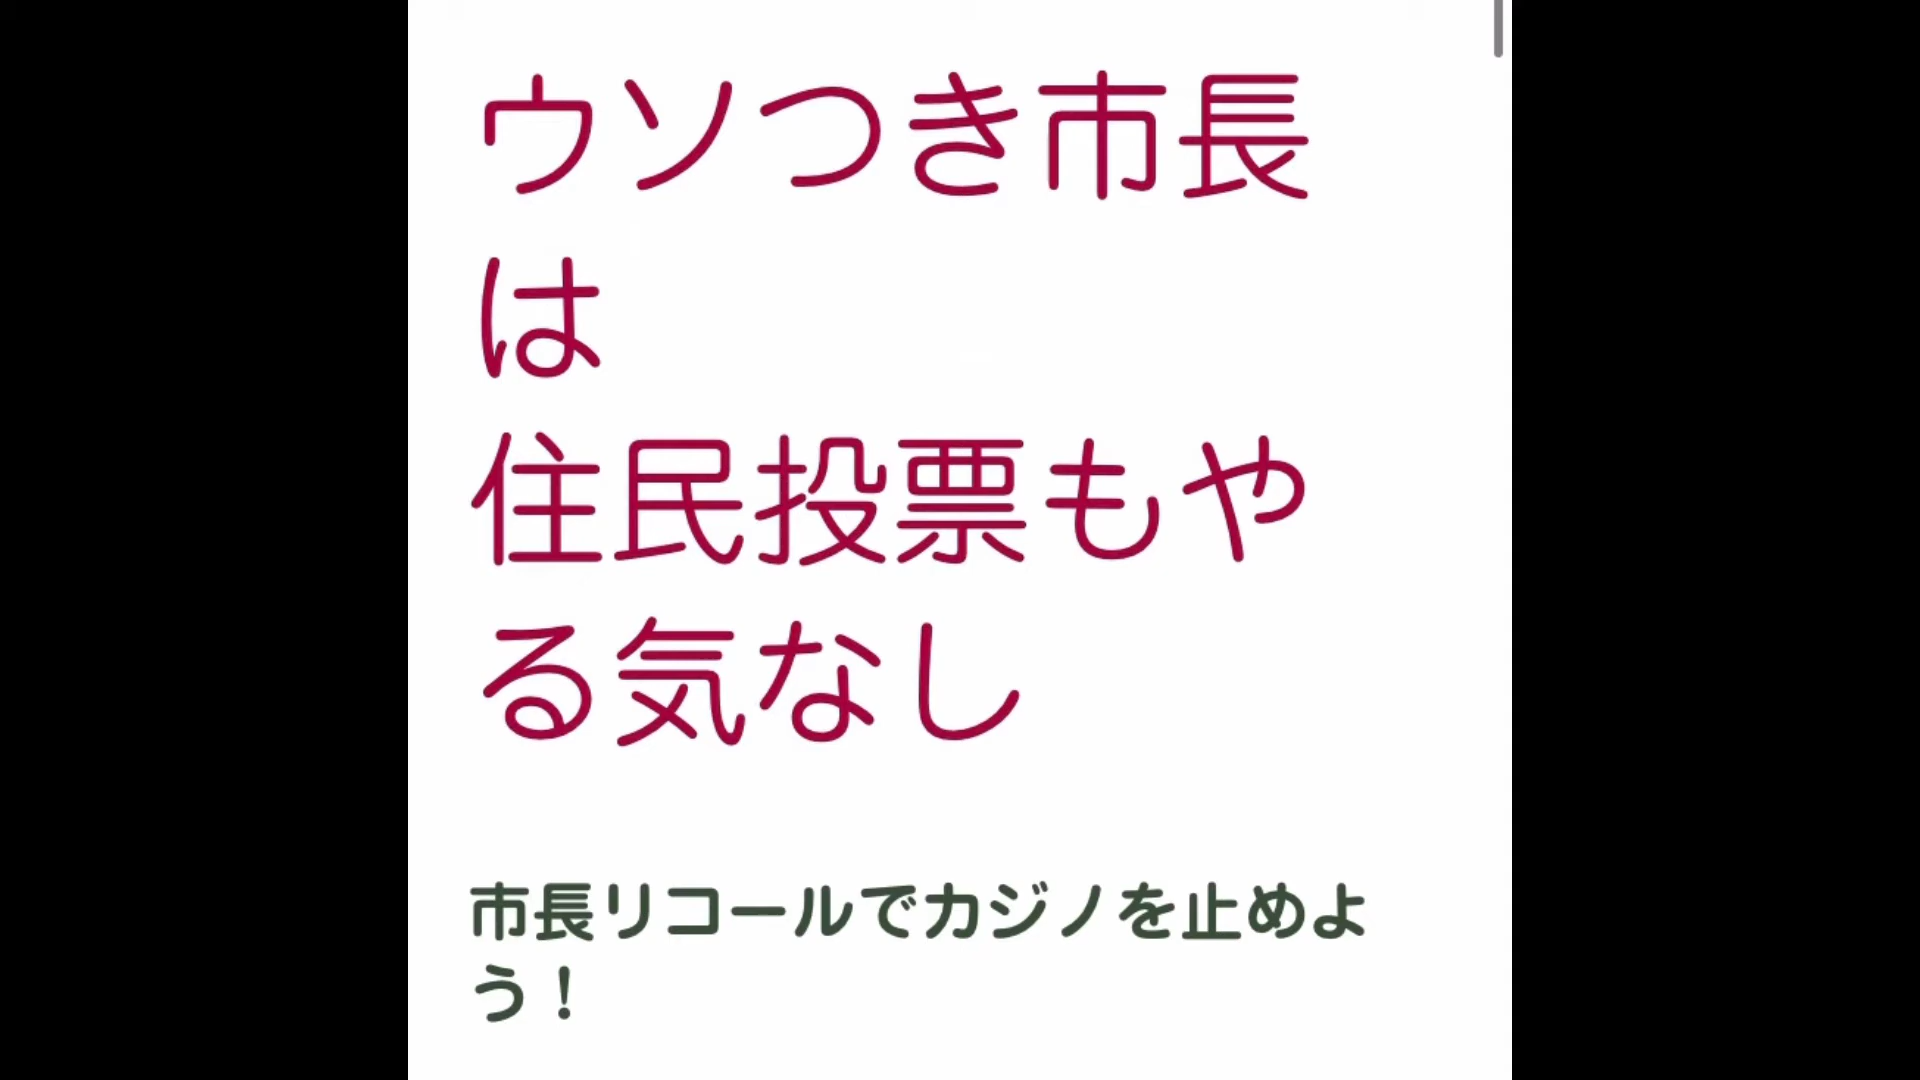 ウソつき市長
は
住民投票もや
る気なし
市長リコールでカジノを止めよ
う！